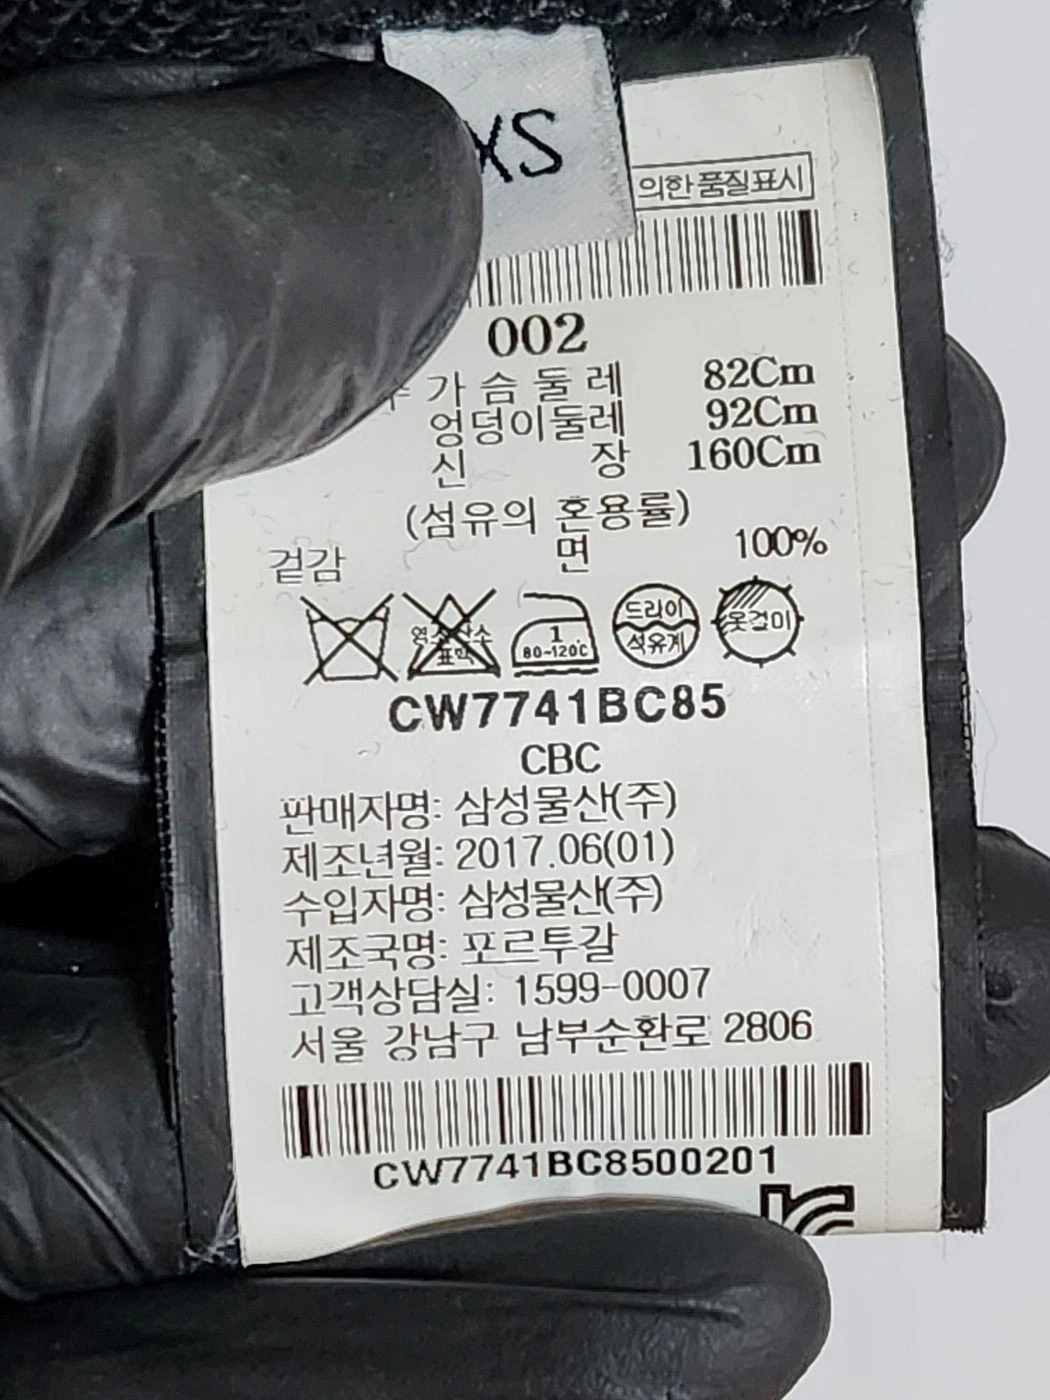 XS
의한 품질표시
002
가슴둘레 82Cm
엉덩이둘레 92Cm
신장 160Cm
(섬유의 혼용률)
겉감 면 100%
1
80~120℃
드라이
석유계
옷걸이
CW7741BC85
CBC
판매자명: 삼성물산(주)
제조년월: 2017.06(01)
수입자명: 삼성물산(주)
제조국명: 포르투갈
고객상담실: 1599-0007
서울 강남구 남부순환로 2806
CW7741BC8500201